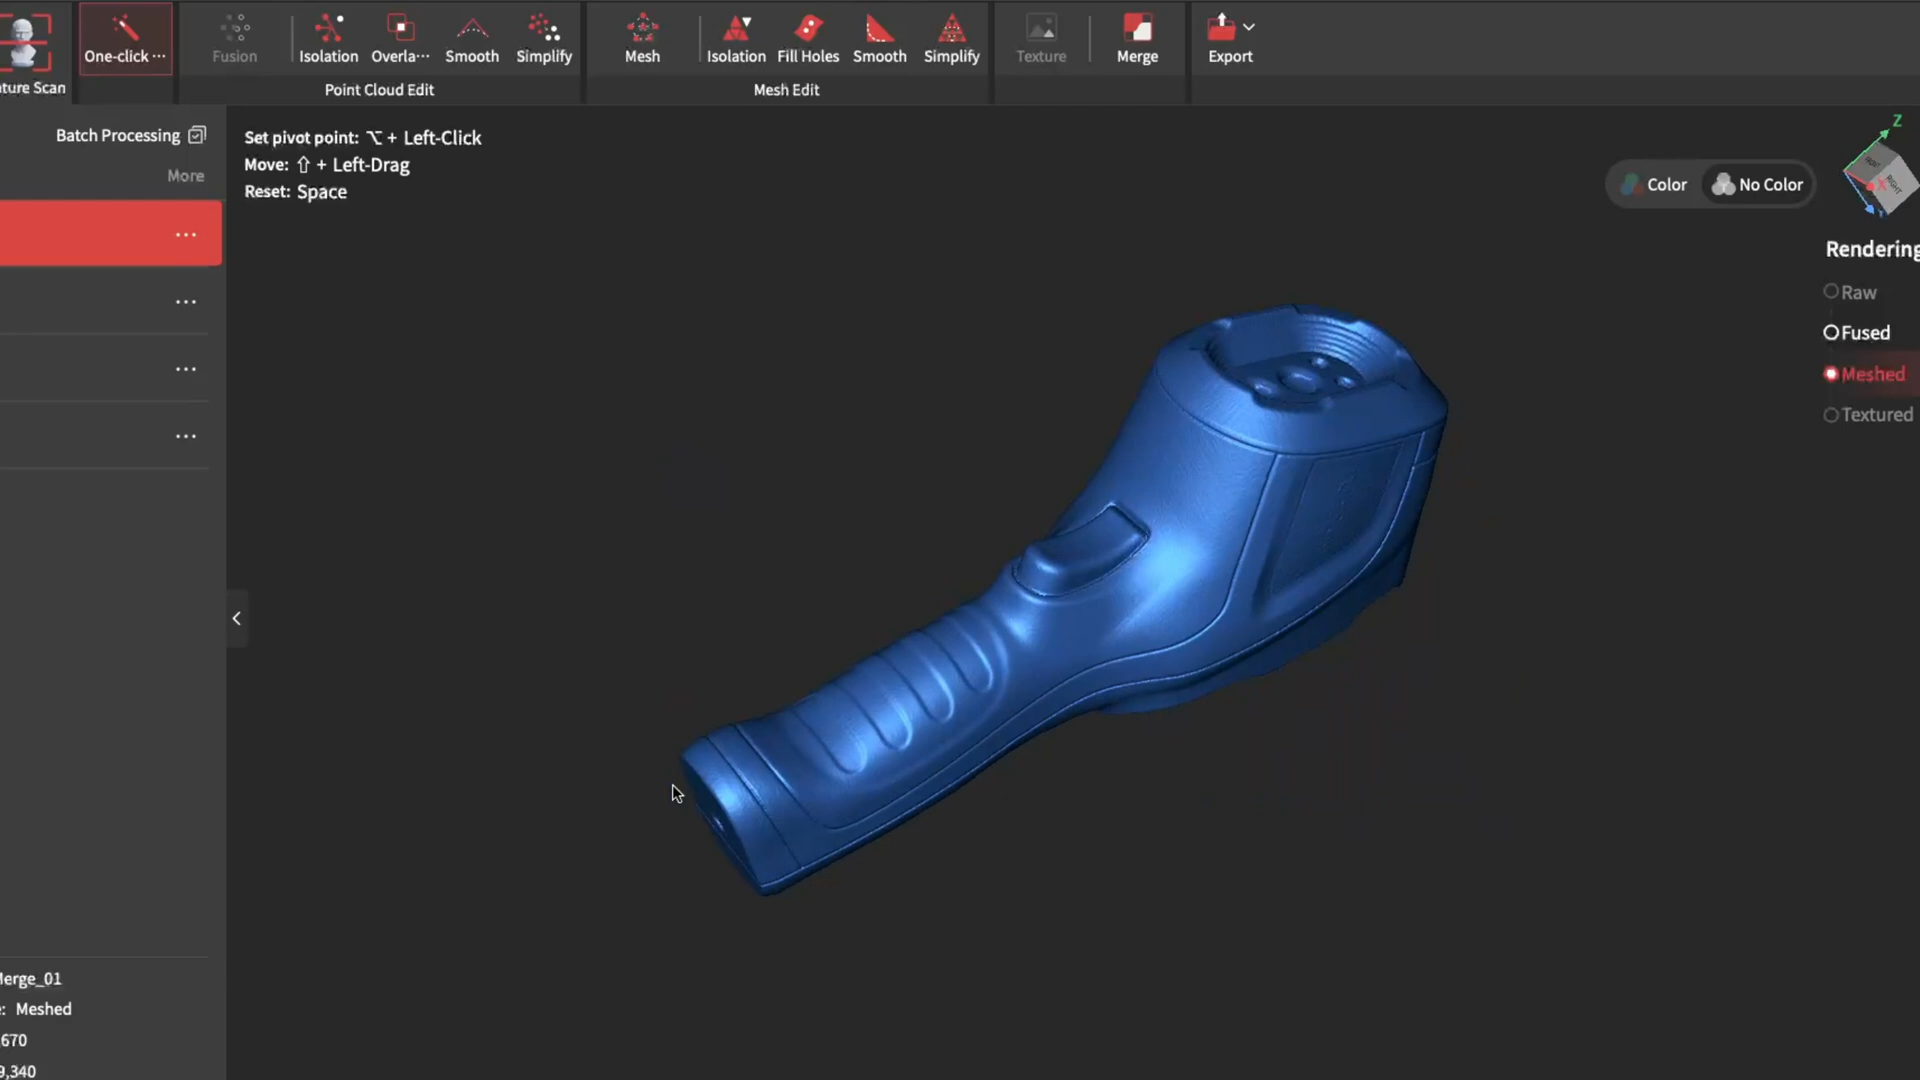 One-click ···
Fusion
Isolation
Overla···
Smooth
Simplify
Mesh
Isolation
Fill Holes
Smooth
Simplify
Texture
Merge
Export
ture Scan
Point Cloud Edit
Mesh Edit
Batch Processing
More
Set pivot point: ⌥ + Left-Click
Move: ⇧ + Left-Drag
Reset: Space
Color
No Color
Z
X
RIGHT
Rendering
Raw
Fused
Meshed
Textured
Merge_01
: Meshed
670
9,340